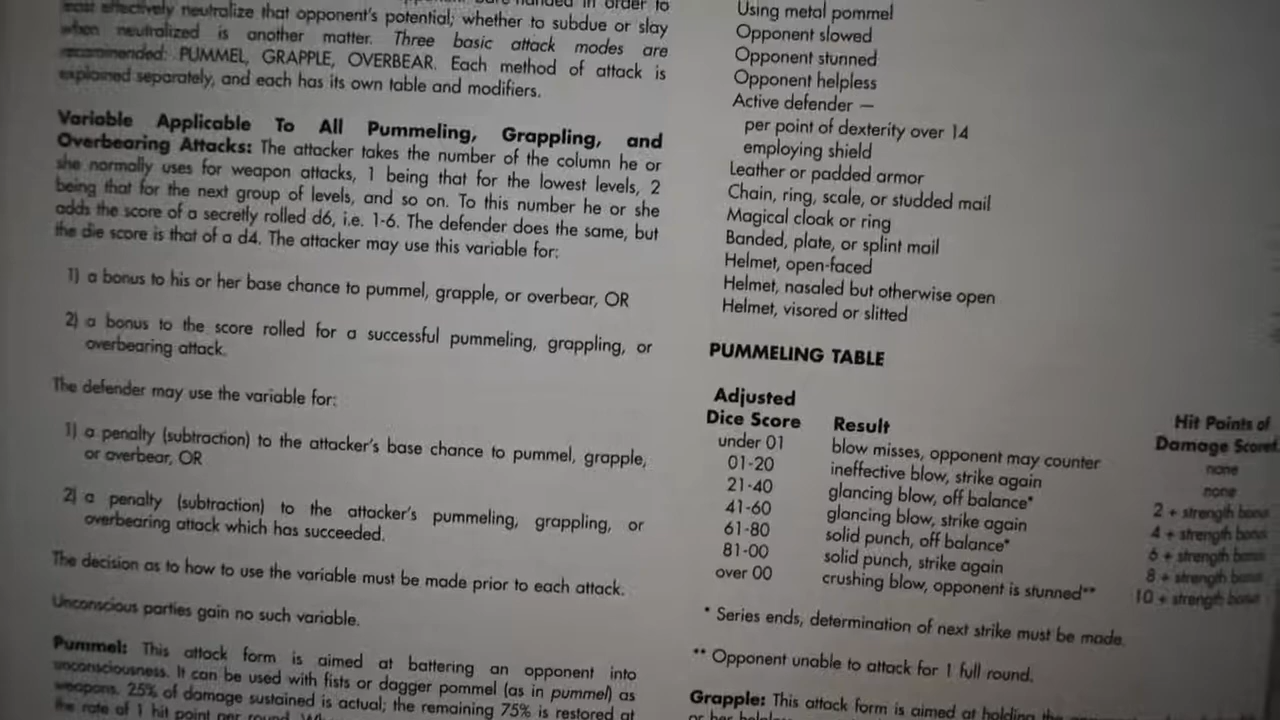 effectively neutralize that opponent's potential; whether to subdue or slay
when neutralized is another matter. Three basic attack modes are
recommended: PUMMEL, GRAPPLE, OVERBEAR. Each method of attack is
explained separately, and each has its own table and modifiers.
Variable Applicable To All Pummeling, Grappling, and
Overbearing Attacks: The attacker takes the number of the column he or
she normally uses for weapon attacks, 1 being that for the lowest levels, 2
being that for the next group of levels, and so on. To this number he or she
adds the score of a secretly rolled d6, i.e. 1-6. The defender does the same, but
the die score is that of a d4. The attacker may use this variable for:
1) a bonus to his or her base chance to pummel, grapple, or overbear, OR
2) a bonus to the score rolled for a successful pummeling, grappling, or
overbearing attack.
The defender may use the variable for:
1) a penalty (subtraction) to the attacker's base chance to pummel, grapple,
or overbear, OR
2) a penalty (subtraction) to the attacker's pummeling, grappling, or
overbearing attack which has succeeded.
The decision as to how to use the variable must be made prior to each attack.
Unconscious parties gain no such variable.
Pummel: This attack form is aimed at battering an opponent into
unconsciousness. It can be used with fists or dagger pommel (as in pummel) as
weapons. 25% of damage sustained is actual; the remaining 75% is restored at
the rate of 1 hit point per round.
Using metal pommel
Opponent slowed
Opponent stunned
Opponent helpless
Active defender —
per point of dexterity over 14
employing shield
Leather or padded armor
Chain, ring, scale, or studded mail
Magical cloak or ring
Banded, plate, or splint mail
Helmet, open-faced
Helmet, nasaled but otherwise open
Helmet, visored or slitted
PUMMELING TABLE
Adjusted
Dice Score Result Hit Points of
Damage Scored
under 01 blow misses, opponent may counter none
01-20 ineffective blow, strike again none
21-40 glancing blow, off balance* 2 + strength bonus
41-60 glancing blow, strike again 4 + strength bonus
61-80 solid punch, off balance* 6 + strength bonus
81-00 solid punch, strike again 8 + strength bonus
over 00 crushing blow, opponent is stunned** 10 + strength bonus
* Series ends, determination of next strike must be made.
** Opponent unable to attack for 1 full round.
Grapple: This attack form is aimed at holding the